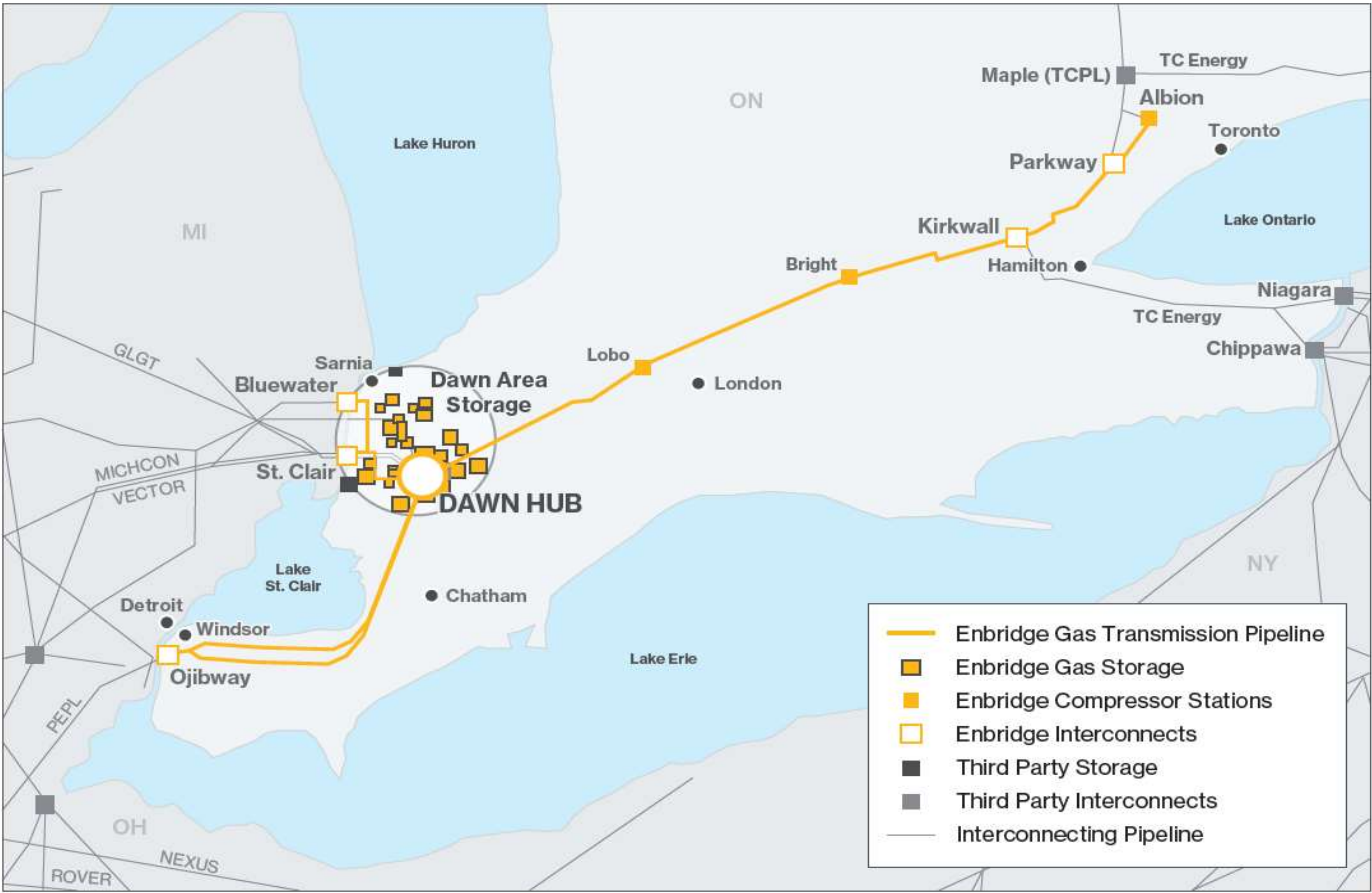 TC Energy
Maple (TCPL)
Albion
ON
Toronto
Lake Huron
Parkway
Lake Ontario
Kirkwall
MI
Bright
Hamilton
Niagara
TC Energy
Chippawa
GLGT
Lobo
Sarnia
Bluewater
Dawn Area
Storage
London
MICHCON
St. Clair
VECTOR
DAWN HUB
Lake
St. Clair
NY
Chatham
Detroit
Windsor
Lake Erie
Ojibway
PEPL
OH
NEXUS
ROVER
Enbridge Gas Transmission Pipeline
Enbridge Gas Storage
Enbridge Compressor Stations
Enbridge Interconnects
Third Party Storage
Third Party Interconnects
Interconnecting Pipeline